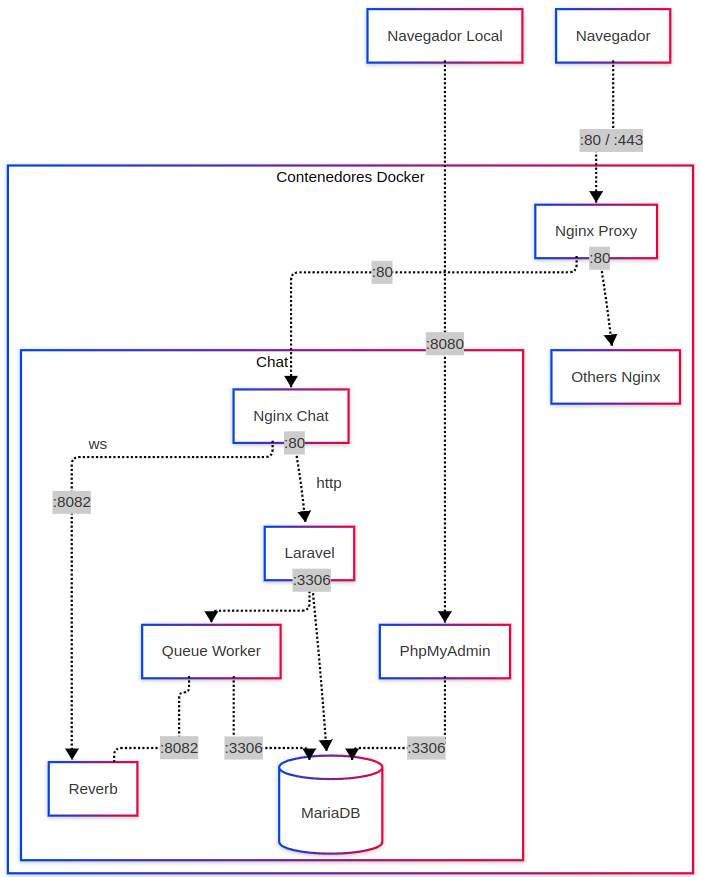 Navegador Local
Navegador
:80 / :443
Contenedores Docker
Nginx Proxy
:80
:80
:8080
Chat
Others Nginx
Nginx Chat
:80
ws
http
:8082
Laravel
:3306
Queue Worker
PhpMyAdmin
:8082
:3306
:3306
Reverb
MariaDB